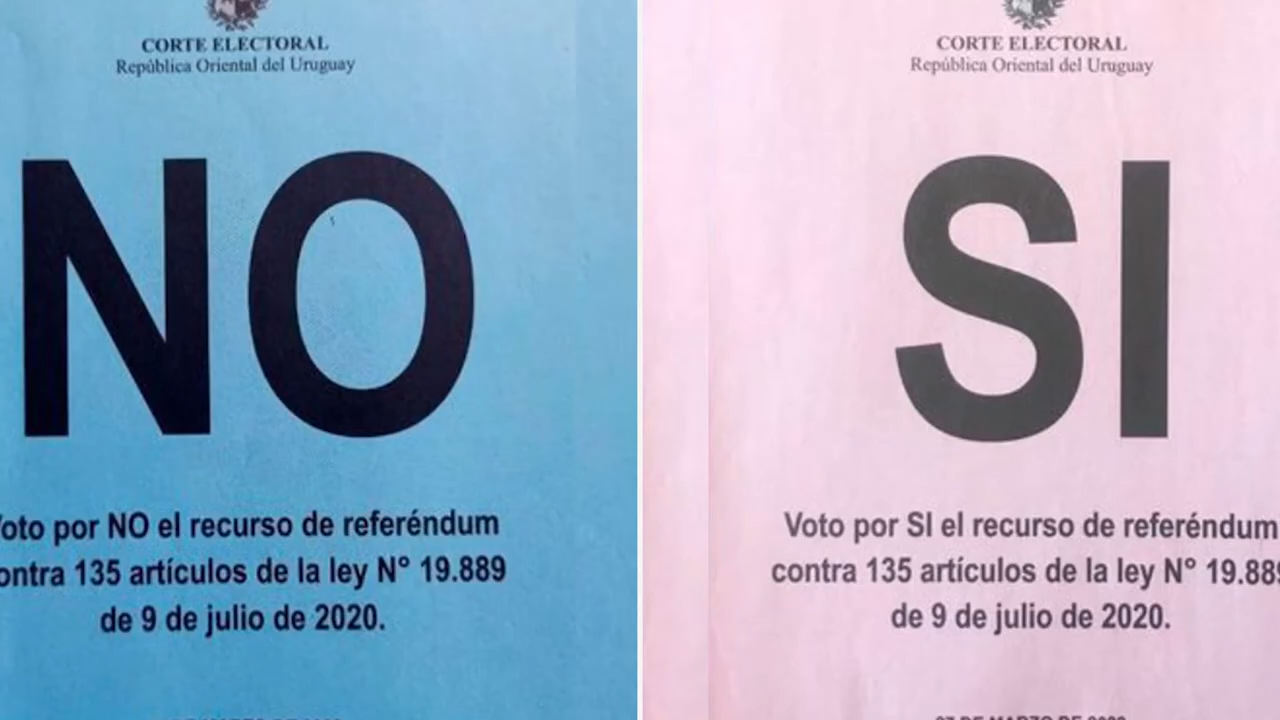 CORTE ELECTORAL
República Oriental del Uruguay
NO
Voto por NO el recurso de referéndum
contra 135 artículos de la ley N° 19.889
de 9 de julio de 2020.
CORTE ELECTORAL
República Oriental del Uruguay
SI
Voto por SI el recurso de referéndum
contra 135 artículos de la ley N° 19.889
de 9 de julio de 2020.